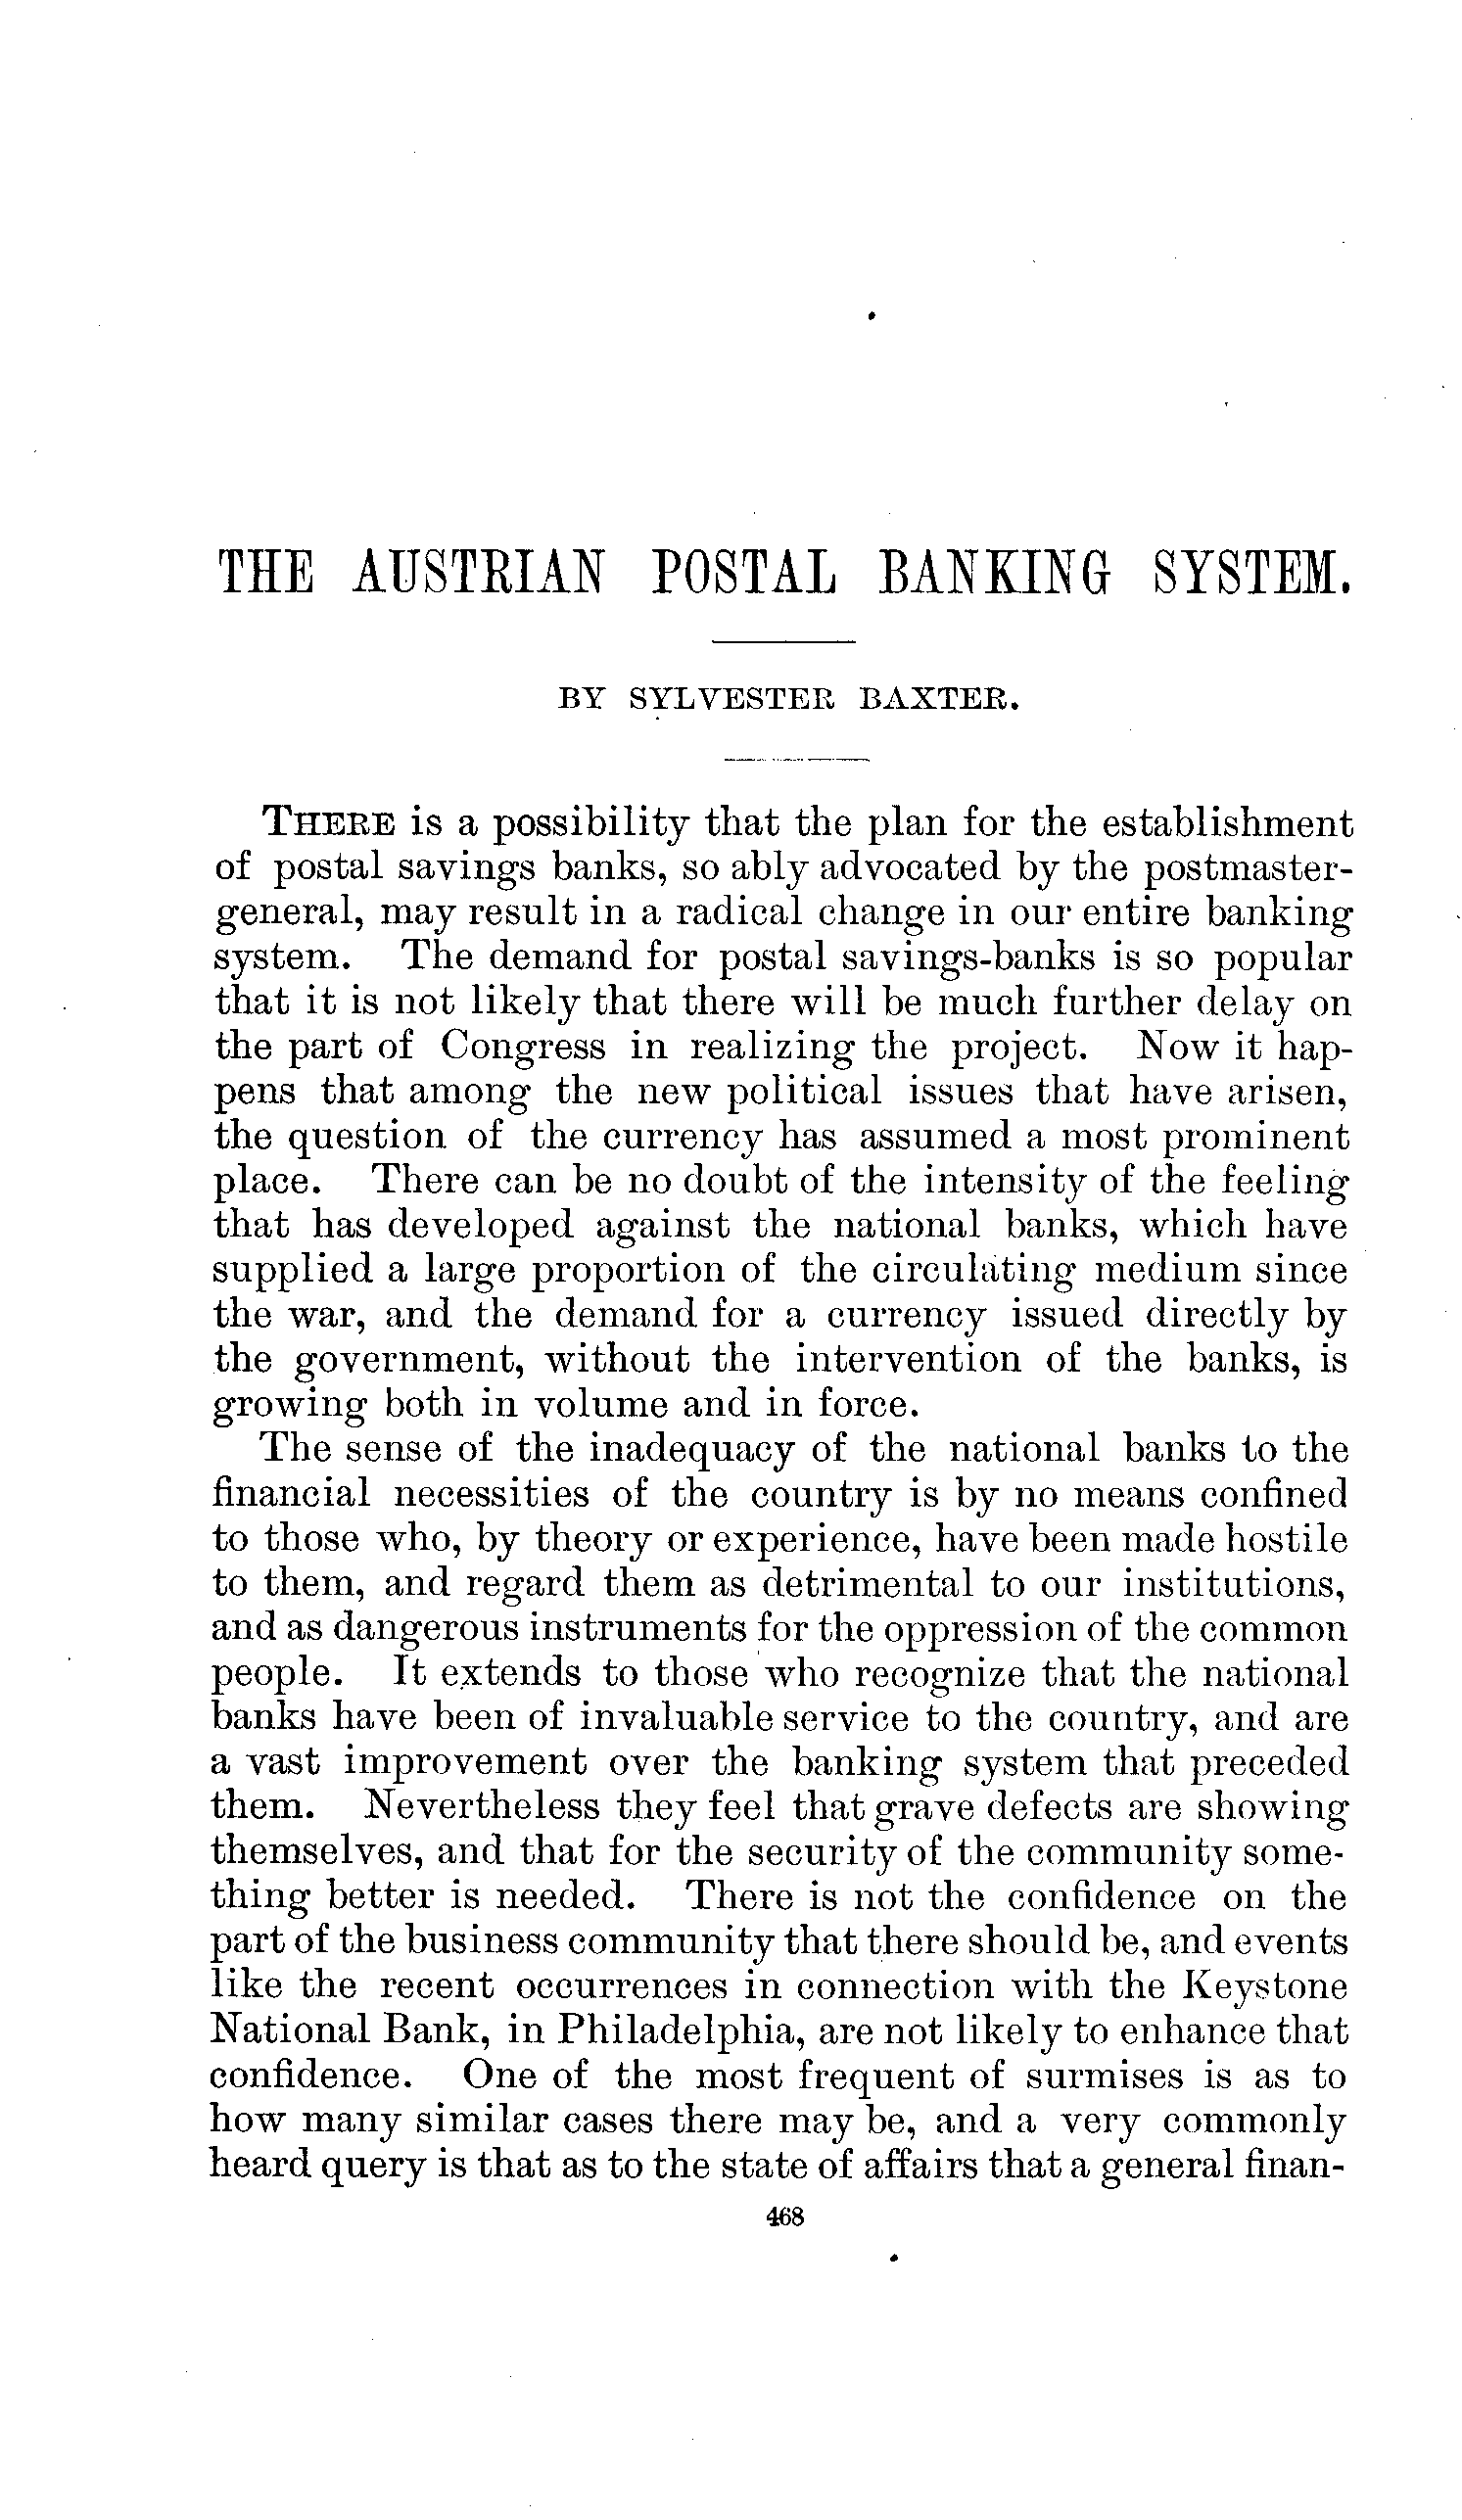 THE AUSTRIAN POSTAL BANKING SYSTEM.
BY SYLVESTER BAXTER.
THERE is a possibility that the plan for the establishment
of postal savings banks, so ably advocated by the postmaster-
general, may result in a radical change in our entire banking
system. The demand for postal savings-banks is so popular
that it is not likely that there will be much further delay on
the part of Congress in realizing the project. Now it hap-
pens that among the new political issues that have arisen,
the question of the currency has assumed a most prominent
place. There can be no doubt of the intensity of the feeling
that has developed against the national banks, which have
supplied a large proportion of the circulating medium since
the war, and the demand for a currency issued directly by
the government, without the intervention of the banks, is
growing both in volume and in force.
The sense of the inadequacy of the national banks to the
financial necessities of the country is by no means confined
to those who, by theory or experience, have been made hostile
to them, and regard them as detrimental to our institutions,
and as dangerous instruments for the oppression of the common
people. It extends to those who recognize that the national
banks have been of invaluable service to the country, and are
a vast improvement over the banking system that preceded
them. Nevertheless they feel that grave defects are showing
themselves, and that for the security of the community some-
thing better is needed. There is not the confidence on the
part of the business community that there should be, and events
like the recent occurrences in connection with the Keystone
National Bank, in Philadelphia, are not likely to enhance that
confidence. One of the most frequent of surmises is as to
how many similar cases there may be, and a very commonly
heard query is that as to the state of affairs that a general finan-
468